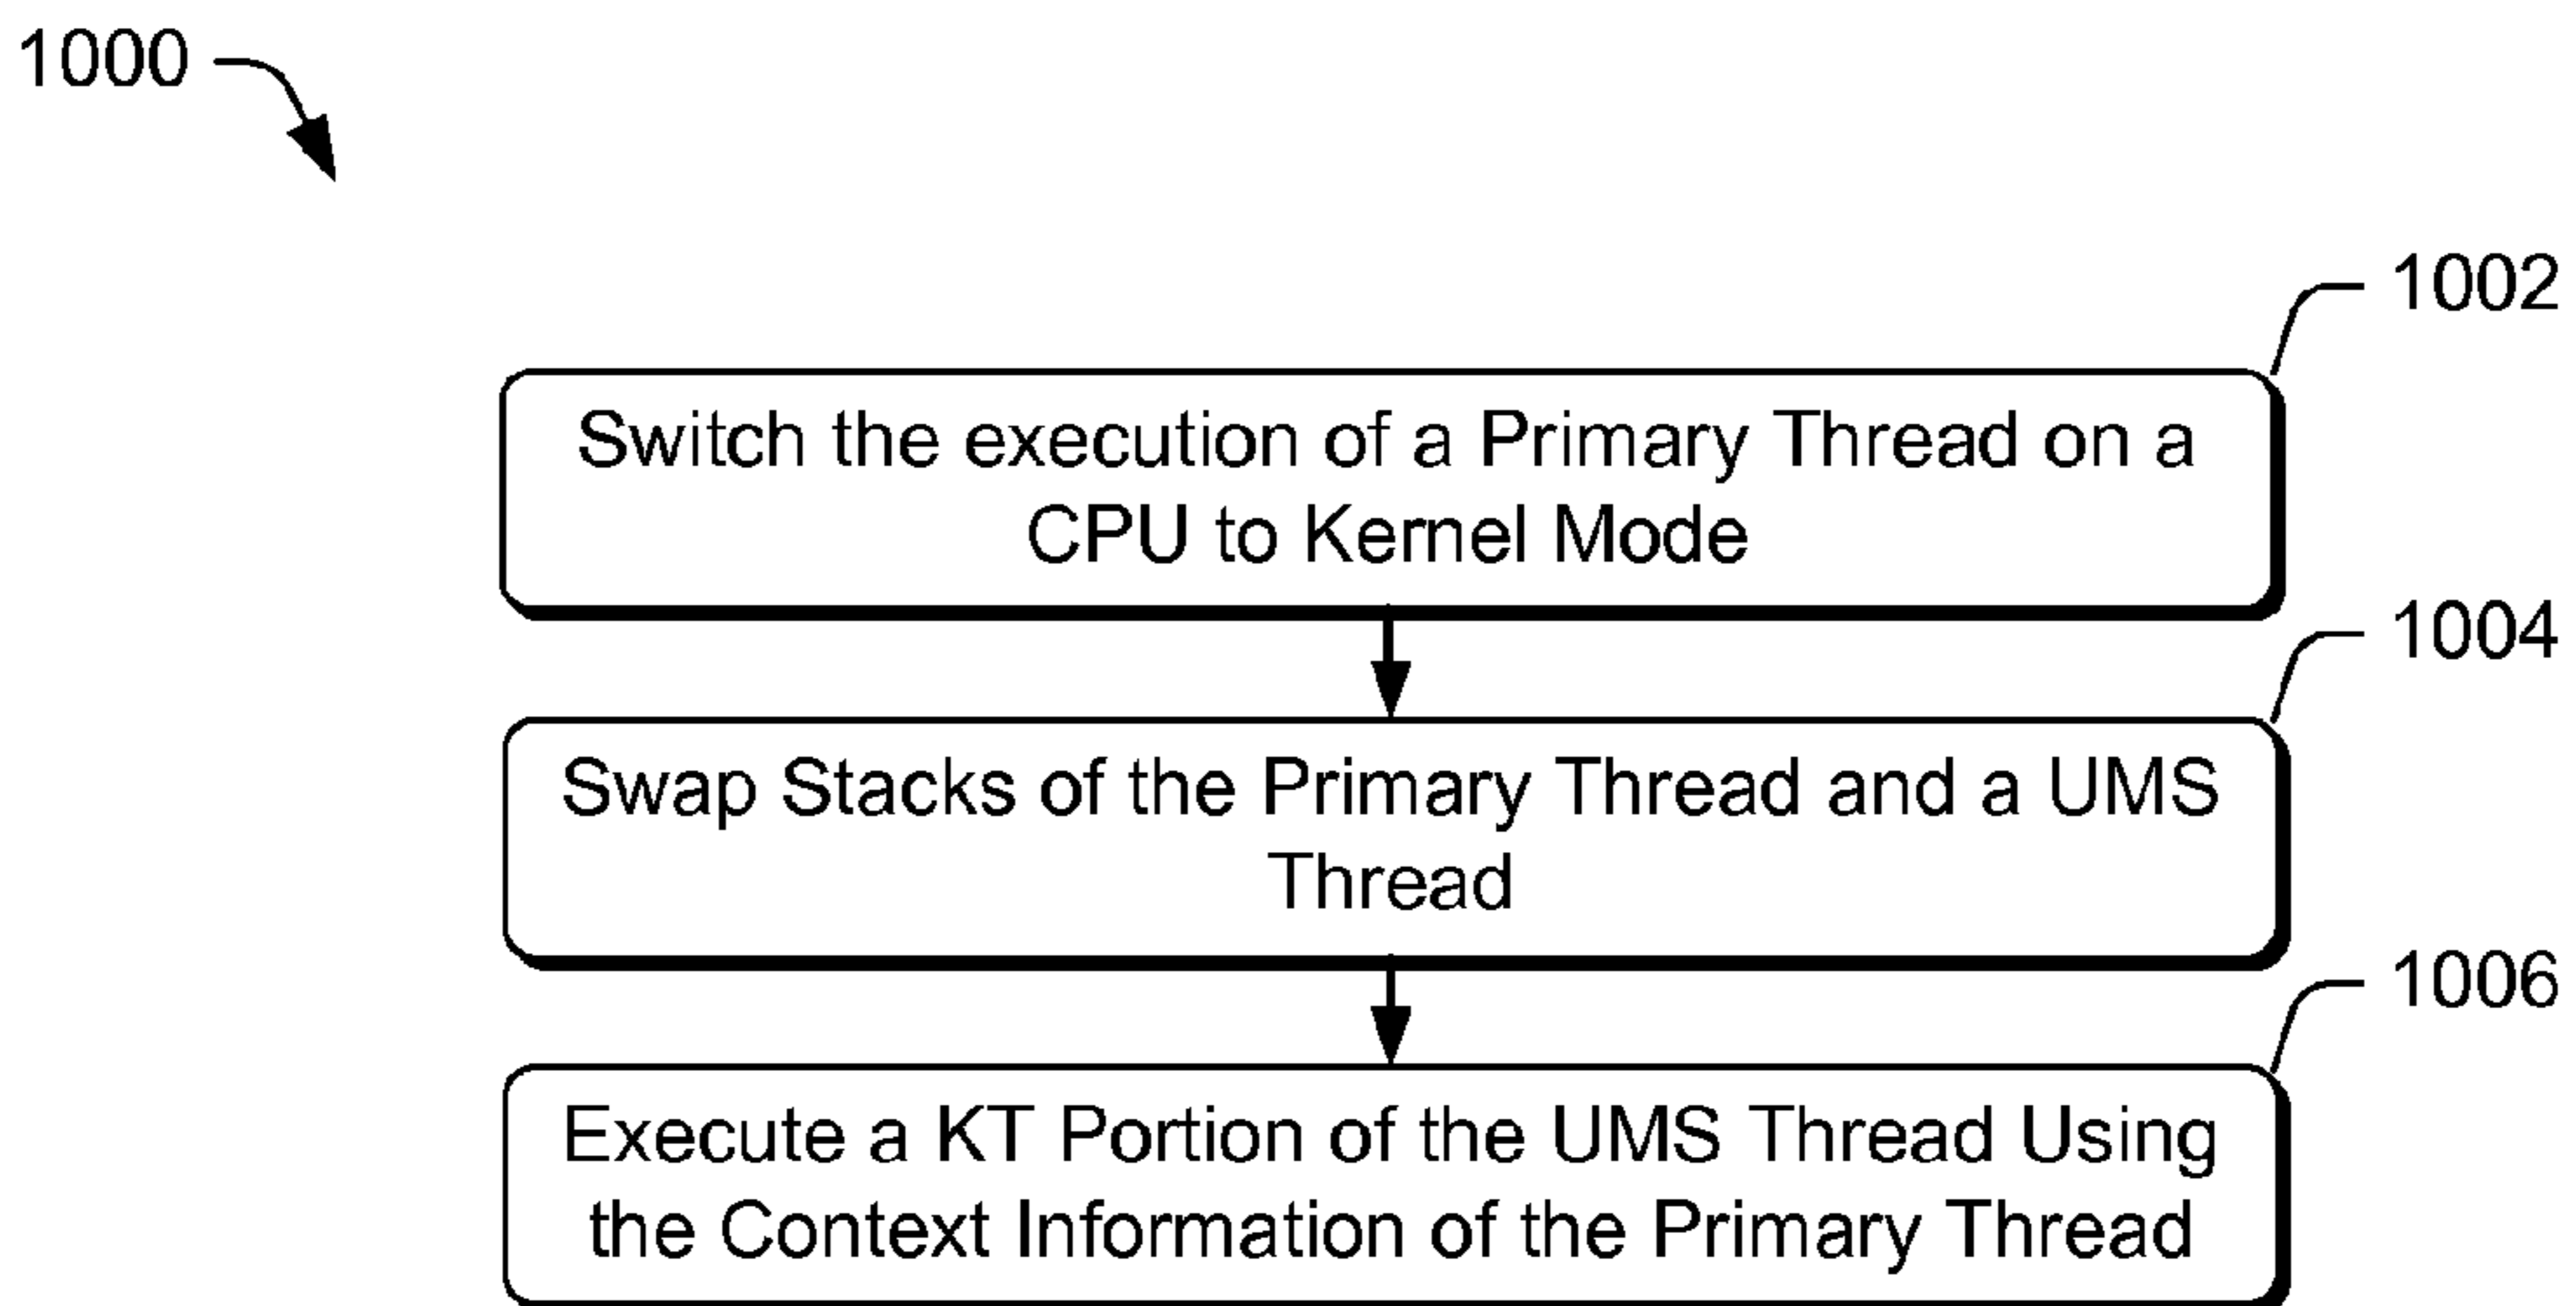 1000
1002
Switch the execution of a Primary Thread on a
CPU to Kernel Mode
1004
Swap Stacks of the Primary Thread and a UMS
Thread
1006
Execute a KT Portion of the UMS Thread Using
the Context Information of the Primary Thread